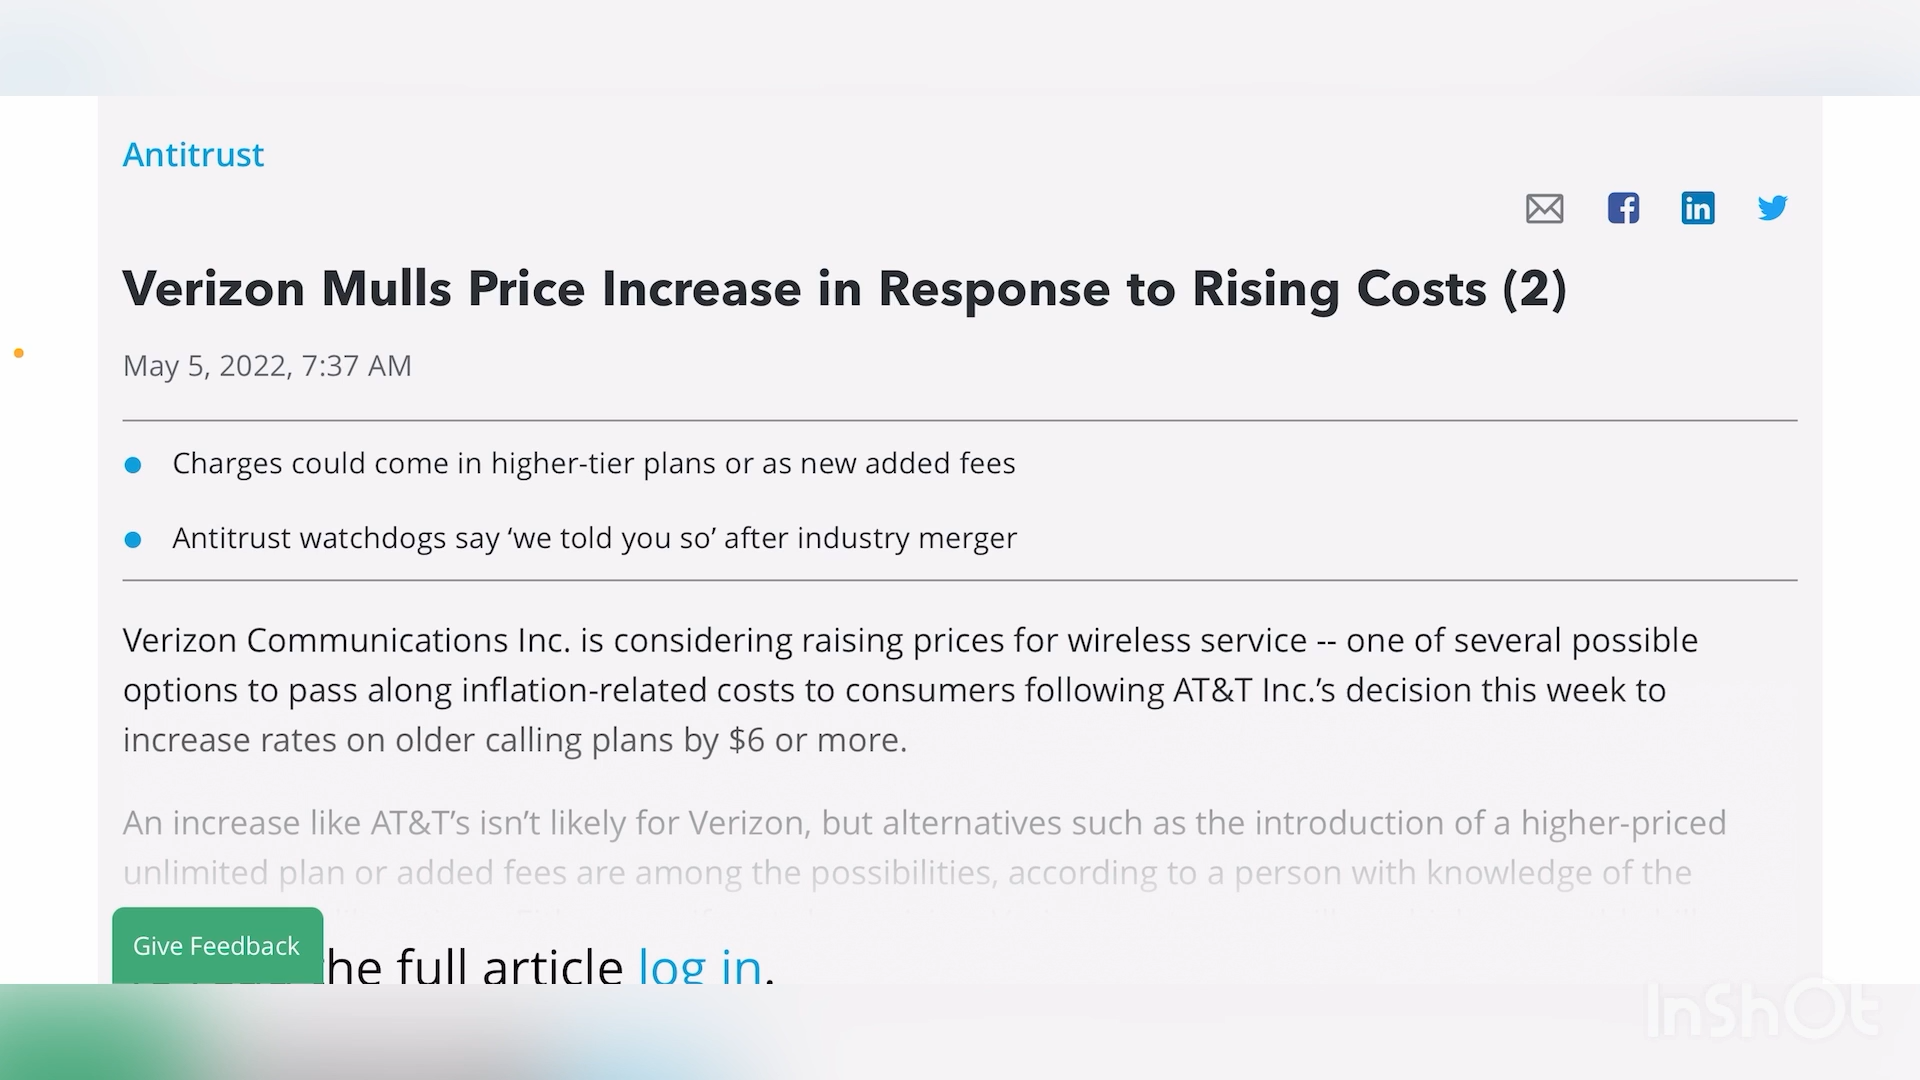 Antitrust
Verizon Mulls Price Increase in Response to Rising Costs (2)
May 5, 2022, 7:37 AM
Charges could come in higher-tier plans or as new added fees
Antitrust watchdogs say ‘we told you so’ after industry merger
Verizon Communications Inc. is considering raising prices for wireless service -- one of several possible
options to pass along inflation-related costs to consumers following AT&T Inc.’s decision this week to
increase rates on older calling plans by $6 or more.
An increase like AT&T’s isn’t likely for Verizon, but alternatives such as the introduction of a higher-priced
unlimited plan or added fees are among the possibilities, according to a person with knowledge of the
Give Feedback
full article log in.
InShOt